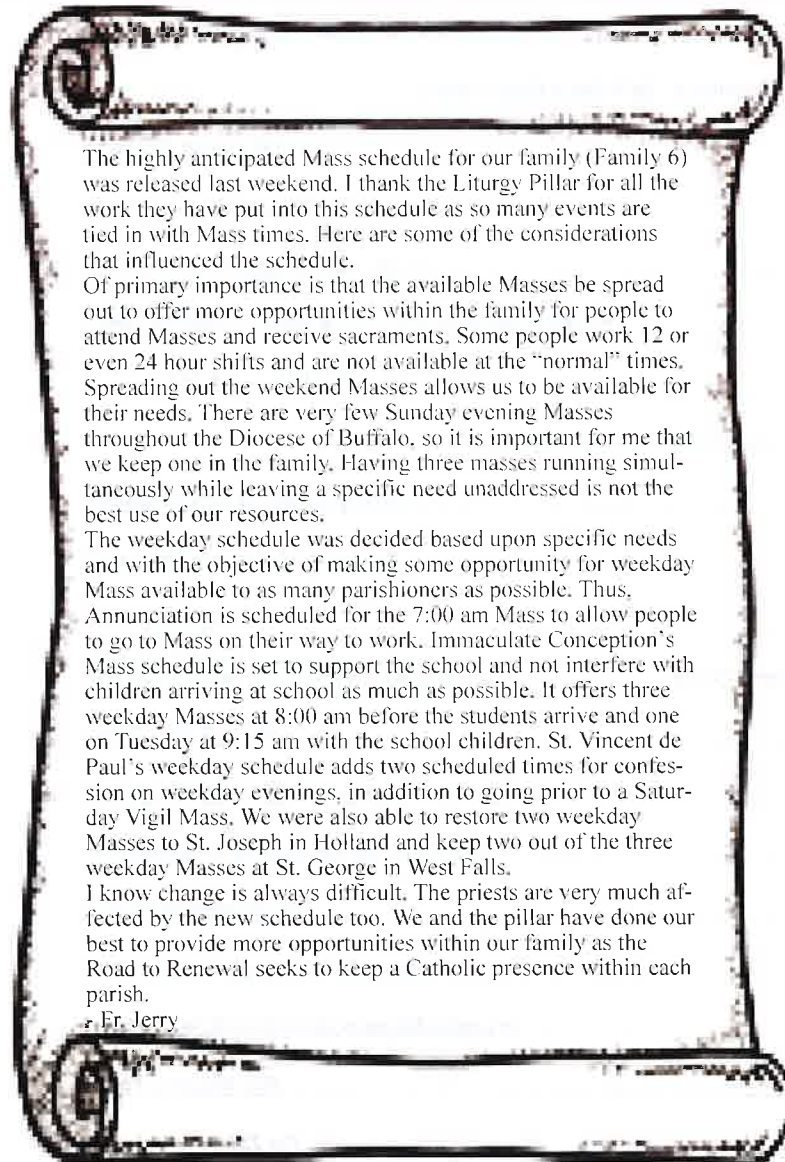 The highly anticipated Mass schedule for our family (Family 6)
was released last weekend. I thank the Liturgy Pillar for all the
work they have put into this schedule as so many events are
tied in with Mass times. Here are some of the considerations
that influenced the schedule.
Of primary importance is that the available Masses be spread
out to offer more opportunities within the family for people to
attend Masses and receive sacraments. Some people work 12 or
even 24 hour shifts and are not available at the “normal” times.
Spreading out the weekend Masses allows us to be available for
their needs. There are very few Sunday evening Masses
throughout the Diocese of Buffalo, so it is important for me that
we keep one in the family. Having three masses running simul-
taneously while leaving a specific need unaddressed is not the
best use of our resources.
The weekday schedule was decided based upon specific needs
and with the objective of making some opportunity for weekday
Mass available to as many parishioners as possible. Thus,
Annunciation is scheduled for the 7:00 am Mass to allow people
to go to Mass on their way to work. Immaculate Conception’s
Mass schedule is set to support the school and not interfere with
children arriving at school as much as possible. It offers three
weekday Masses at 8:00 am before the students arrive and one
on Tuesday at 9:15 am with the school children. St. Vincent de
Paul’s weekday schedule adds two scheduled times for confes-
sion on weekday evenings, in addition to going prior to a Satur-
day Vigil Mass. We were also able to restore two weekday
Masses to St. Joseph in Holland and keep two out of the three
weekday Masses at St. George in West Falls.
I know change is always difficult. The priests are very much af-
fected by the new schedule too. We and the pillar have done our
best to provide more opportunities within our family as the
Road to Renewal seeks to keep a Catholic presence within each
parish.
- Fr. Jerry